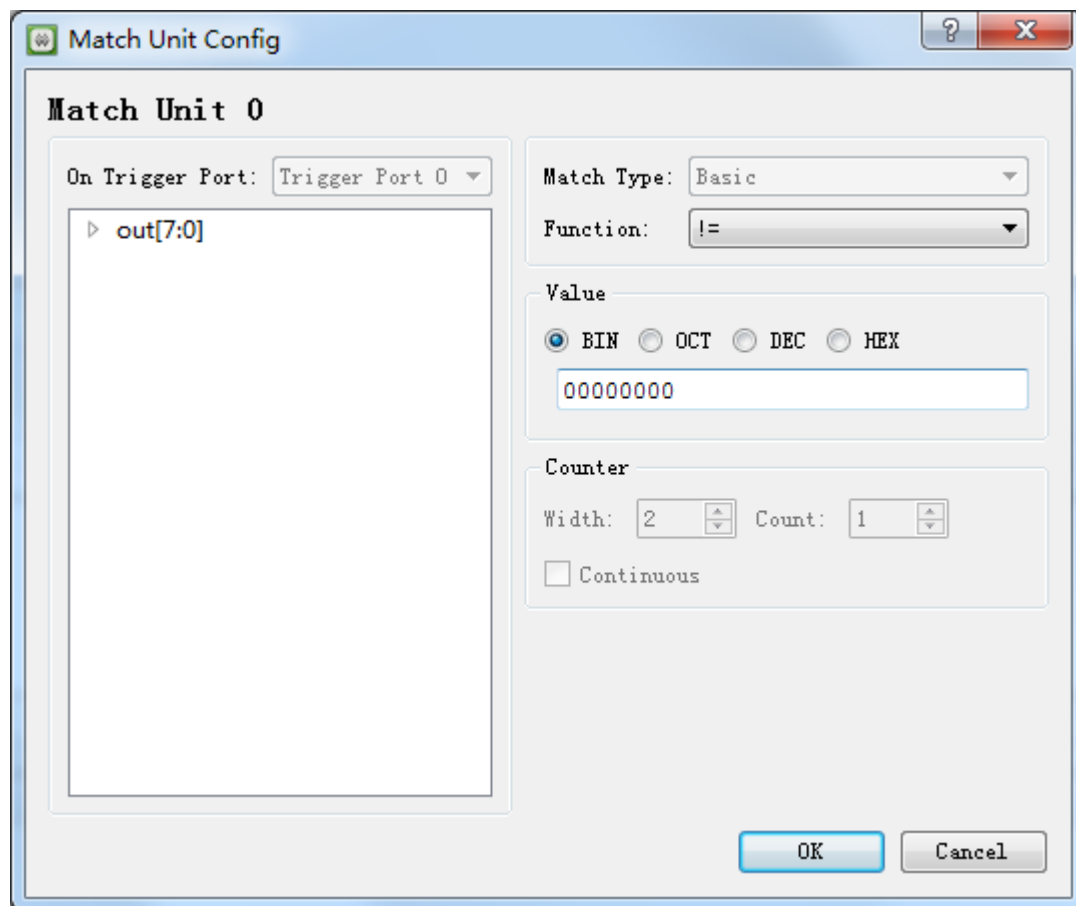 Match Unit Config
Match Unit 0
On Trigger Port: Trigger Port 0
out[7:0]
Match Type: Basic
Function: !=
Value
BIN OCT DEC HEX
00000000
Counter
Width: 2 Count: 1
Continuous
OK Cancel